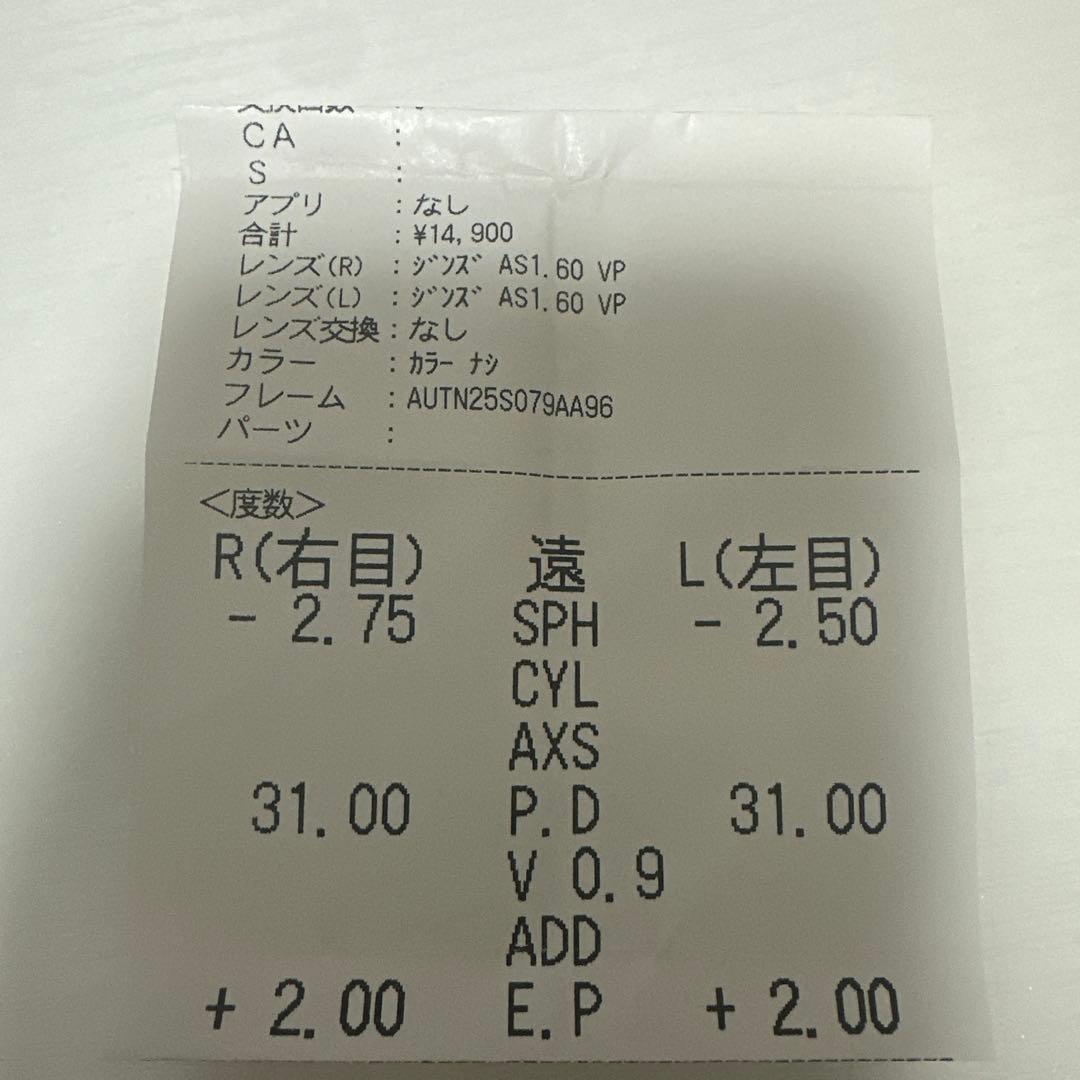 CA :
S :
アプリ : なし
合計 : ¥14,900
レンズ(R) : ジンズ AS1.60 VP
レンズ(L) : ジンズ AS1.60 VP
レンズ交換 : なし
カラー : カラー ナシ
フレーム : AUTN25S079AA96
パーツ :
<度数>
R(右目) 遠 L(左目)
- 2.75 SPH - 2.50
CYL
AXS
31.00 P.D 31.00
V 0.9
ADD
+ 2.00 E.P + 2.00